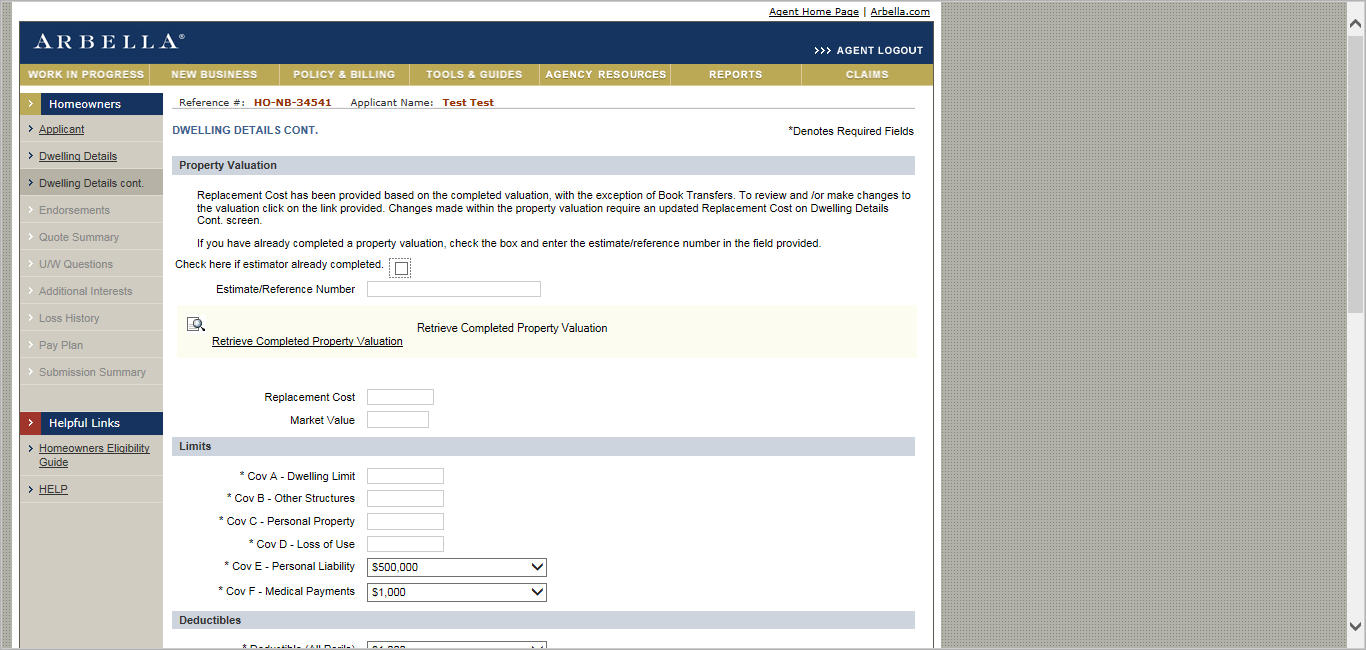 Agent Home Page | Arbella.com
ARBELLA®
>>> AGENT LOGOUT
WORK IN PROGRESS NEW BUSINESS POLICY & BILLING TOOLS & GUIDES AGENCY RESOURCES REPORTS CLAIMS
Homeowners
Applicant
Dwelling Details
Dwelling Details cont.
Endorsements
Quote Summary
U/W Questions
Additional Interests
Loss History
Pay Plan
Submission Summary
Helpful Links
Homeowners Eligibility
Guide
HELP
Reference #: HO-NB-34541 Applicant Name: Test Test
DWELLING DETAILS CONT.
*Denotes Required Fields
Property Valuation
Replacement Cost has been provided based on the completed valuation, with the exception of Book Transfers. To review and /or make changes to
the valuation click on the link provided. Changes made within the property valuation require an updated Replacement Cost on Dwelling Details
Cont. screen.
If you have already completed a property valuation, check the box and enter the estimate/reference number in the field provided.
Check here if estimator already completed.
Estimate/Reference Number
Retrieve Completed Property Valuation
Retrieve Completed Property Valuation
Replacement Cost
Market Value
Limits
* Cov A - Dwelling Limit
* Cov B - Other Structures
* Cov C - Personal Property
* Cov D - Loss of Use
* Cov E - Personal Liability $500,000
* Cov F - Medical Payments $1,000
Deductibles
* Deductible (All Perils)